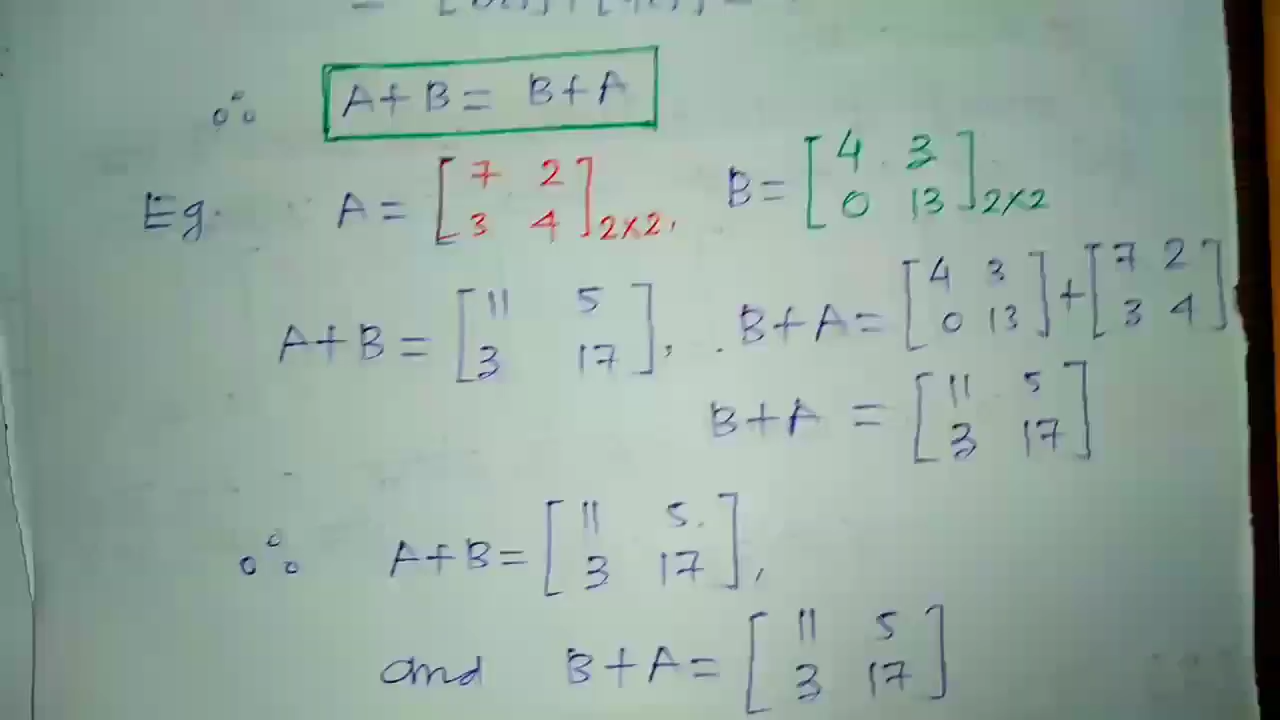 ∴ A+B = B+A
Eg. A = [7 2
3 4]2×2, B = [4 3
0 13]2×2
A+B = [11 5
3 17], . B+A = [4 3
0 13] + [7 2
3 4]
B+A = [11 5
3 17]
∴ A+B = [11 5.
3 17],
and B+A = [11 5
3 17]